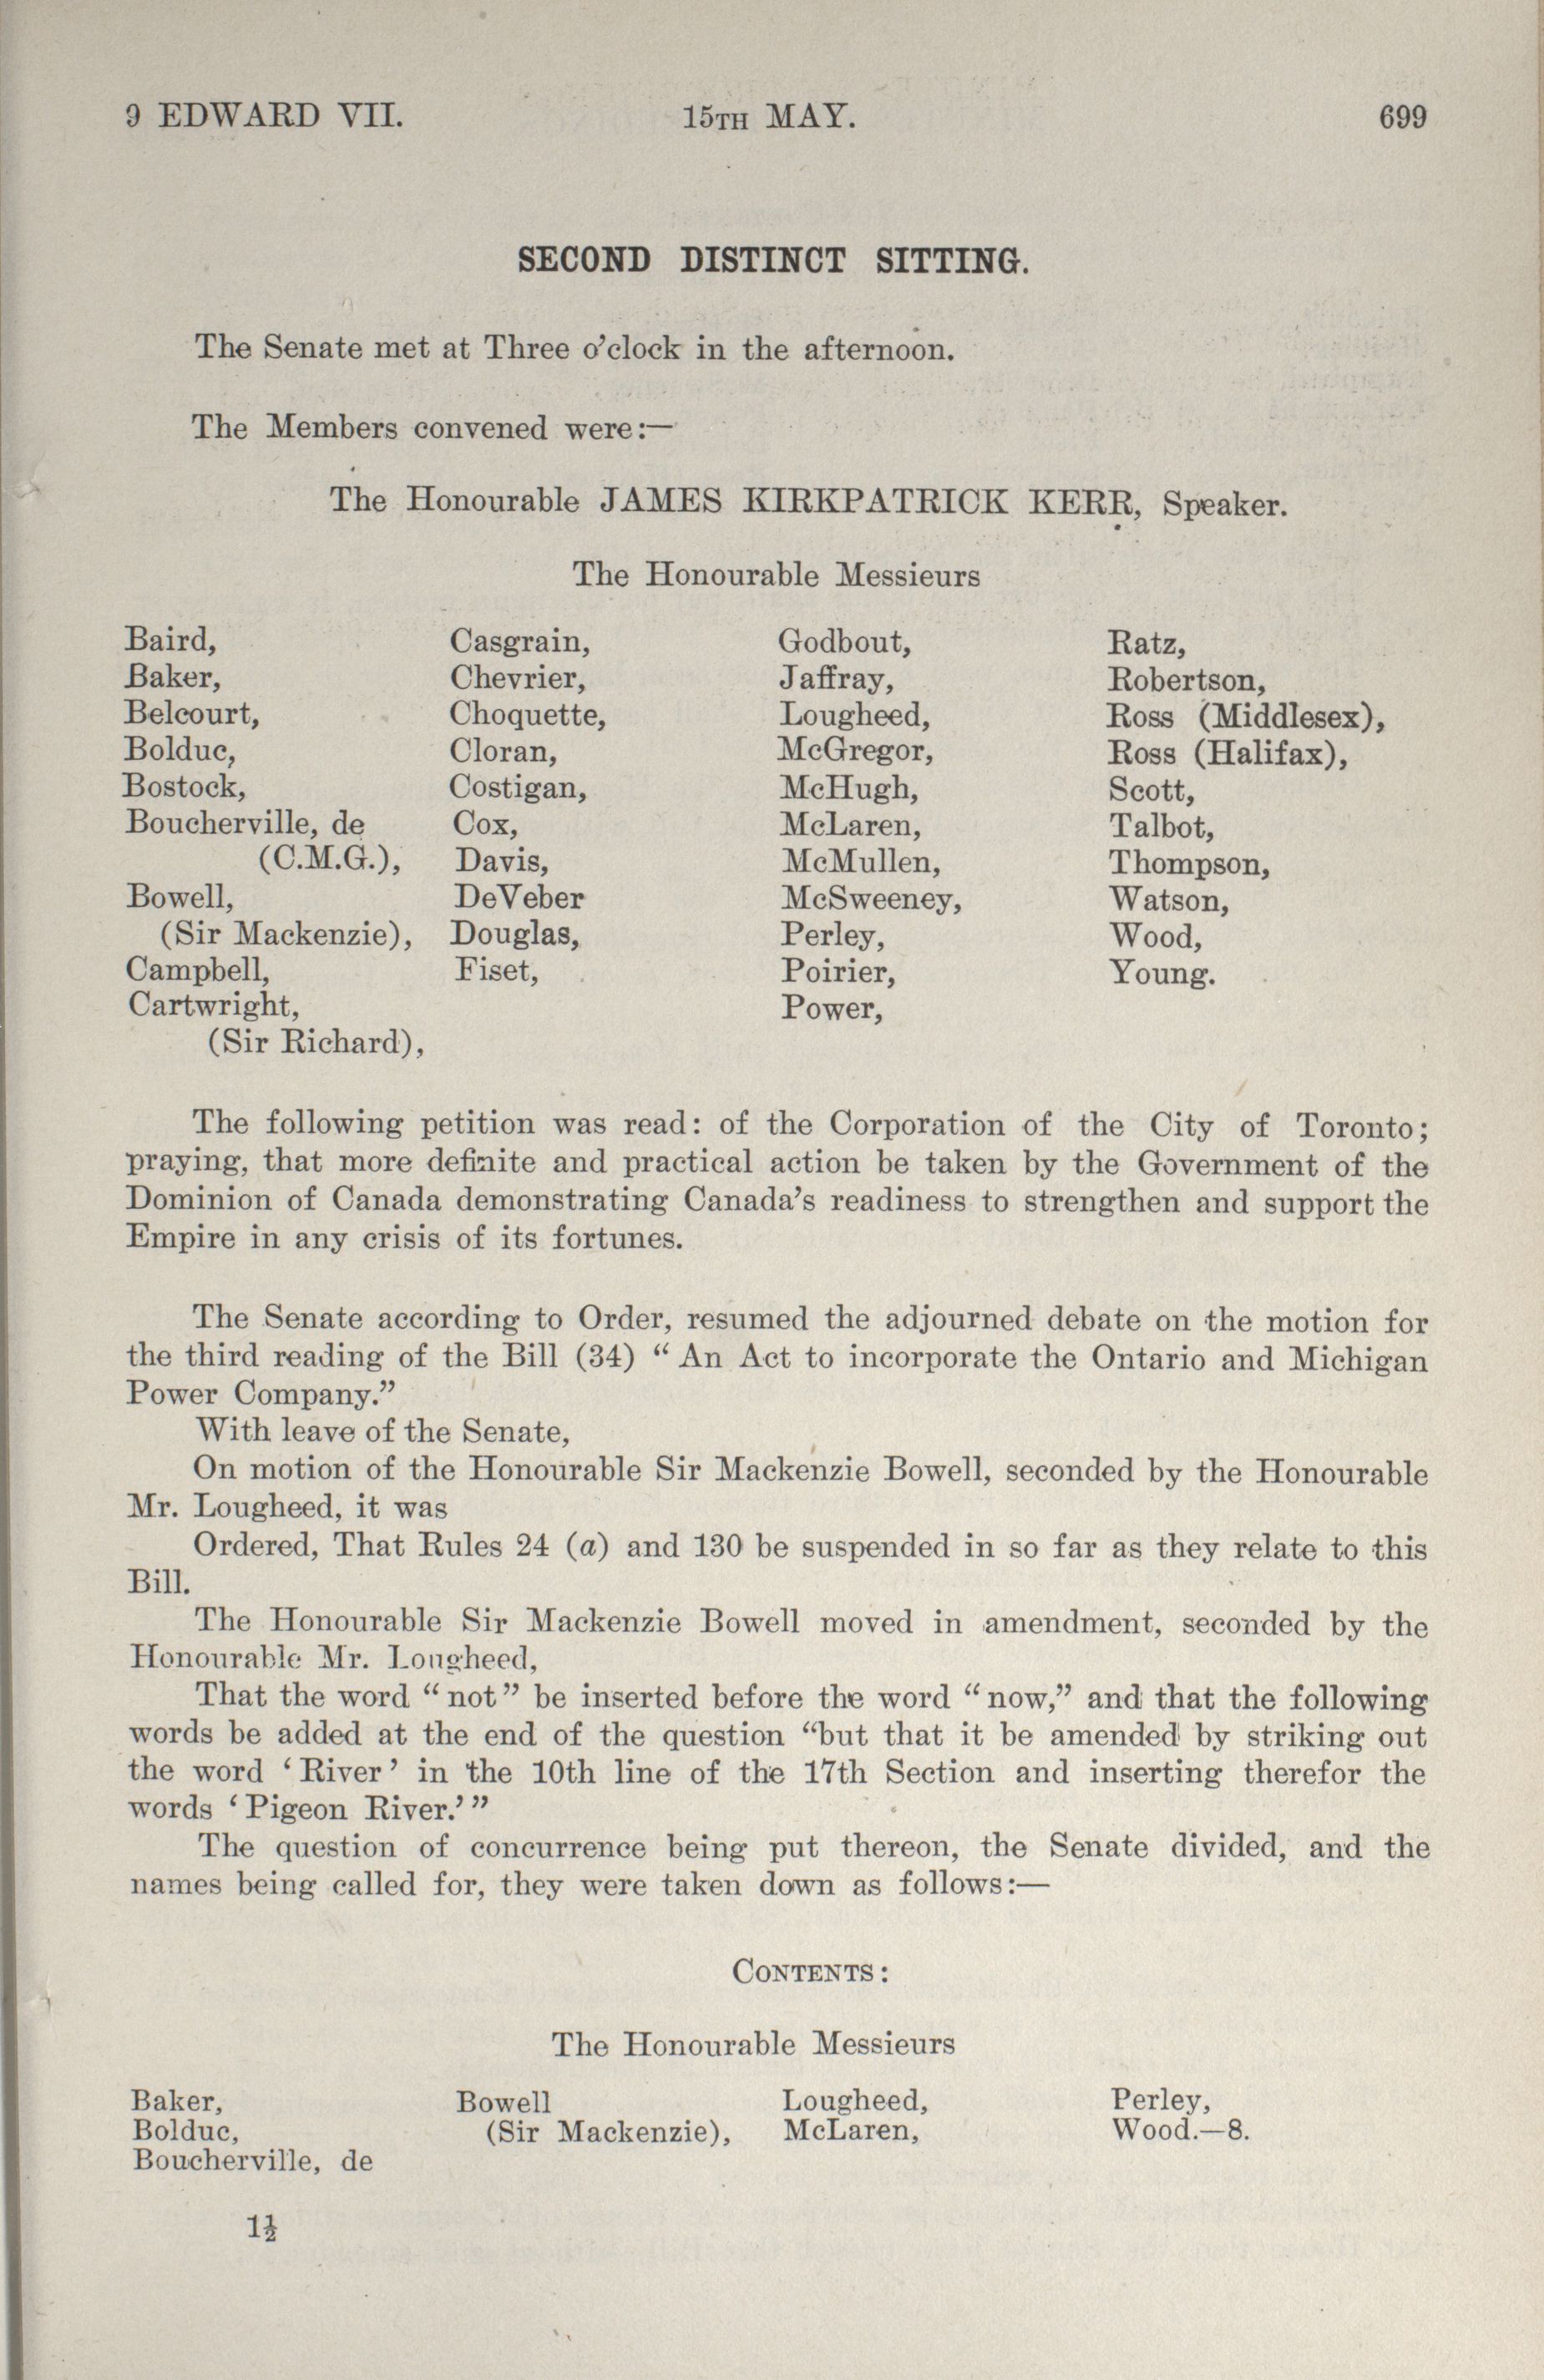 9 EDWARD VII. 15TH MAY. 699
SECOND DISTINCT SITTING.
The Senate met at Three o'clock in the afternoon.
The Members convened were:—
The Honourable JAMES KIRKPATRICK KERR, Speaker.
The Honourable Messieurs
Baird, Casgrain, Godbout, Ratz,
Baker, Chevrier, Jaffray, Robertson,
Belcourt, Choquette, Lougheed, Ross (Middlesex),
Bolduc, Cloran, McGregor, Ross (Halifax),
Bostock, Costigan, McHugh, Scott,
Boucherville, de Cox, McLaren, Talbot,
(C.M.G.), Davis, McMullen, Thompson,
Bowell, DeVeber McSweeney, Watson,
(Sir Mackenzie), Douglas, Perley, Wood,
Campbell, Fiset, Poirier, Young.
Cartwright, Power,
(Sir Richard),
The following petition was read: of the Corporation of the City of Toronto;
praying, that more definite and practical action be taken by the Government of the
Dominion of Canada demonstrating Canada's readiness to strengthen and support the
Empire in any crisis of its fortunes.
The Senate according to Order, resumed the adjourned debate on the motion for
the third reading of the Bill (34) “ An Act to incorporate the Ontario and Michigan
Power Company.”
With leave of the Senate,
On motion of the Honourable Sir Mackenzie Bowell, seconded by the Honourable
Mr. Lougheed, it was
Ordered, That Rules 24 (a) and 130 be suspended in so far as they relate to this
Bill.
The Honourable Sir Mackenzie Bowell moved in amendment, seconded by the
Honourable Mr. Lougheed,
That the word “ not ” be inserted before the word “ now,” and that the following
words be added at the end of the question “but that it be amended by striking out
the word ‘ River ’ in the 10th line of the 17th Section and inserting therefor the
words ‘ Pigeon River.’ ”
The question of concurrence being put thereon, the Senate divided, and the
names being called for, they were taken down as follows:—
CONTENTS:
The Honourable Messieurs
Baker, Bowell Lougheed, Perley,
Bolduc, (Sir Mackenzie), McLaren, Wood.—8.
Boucherville, de
1½